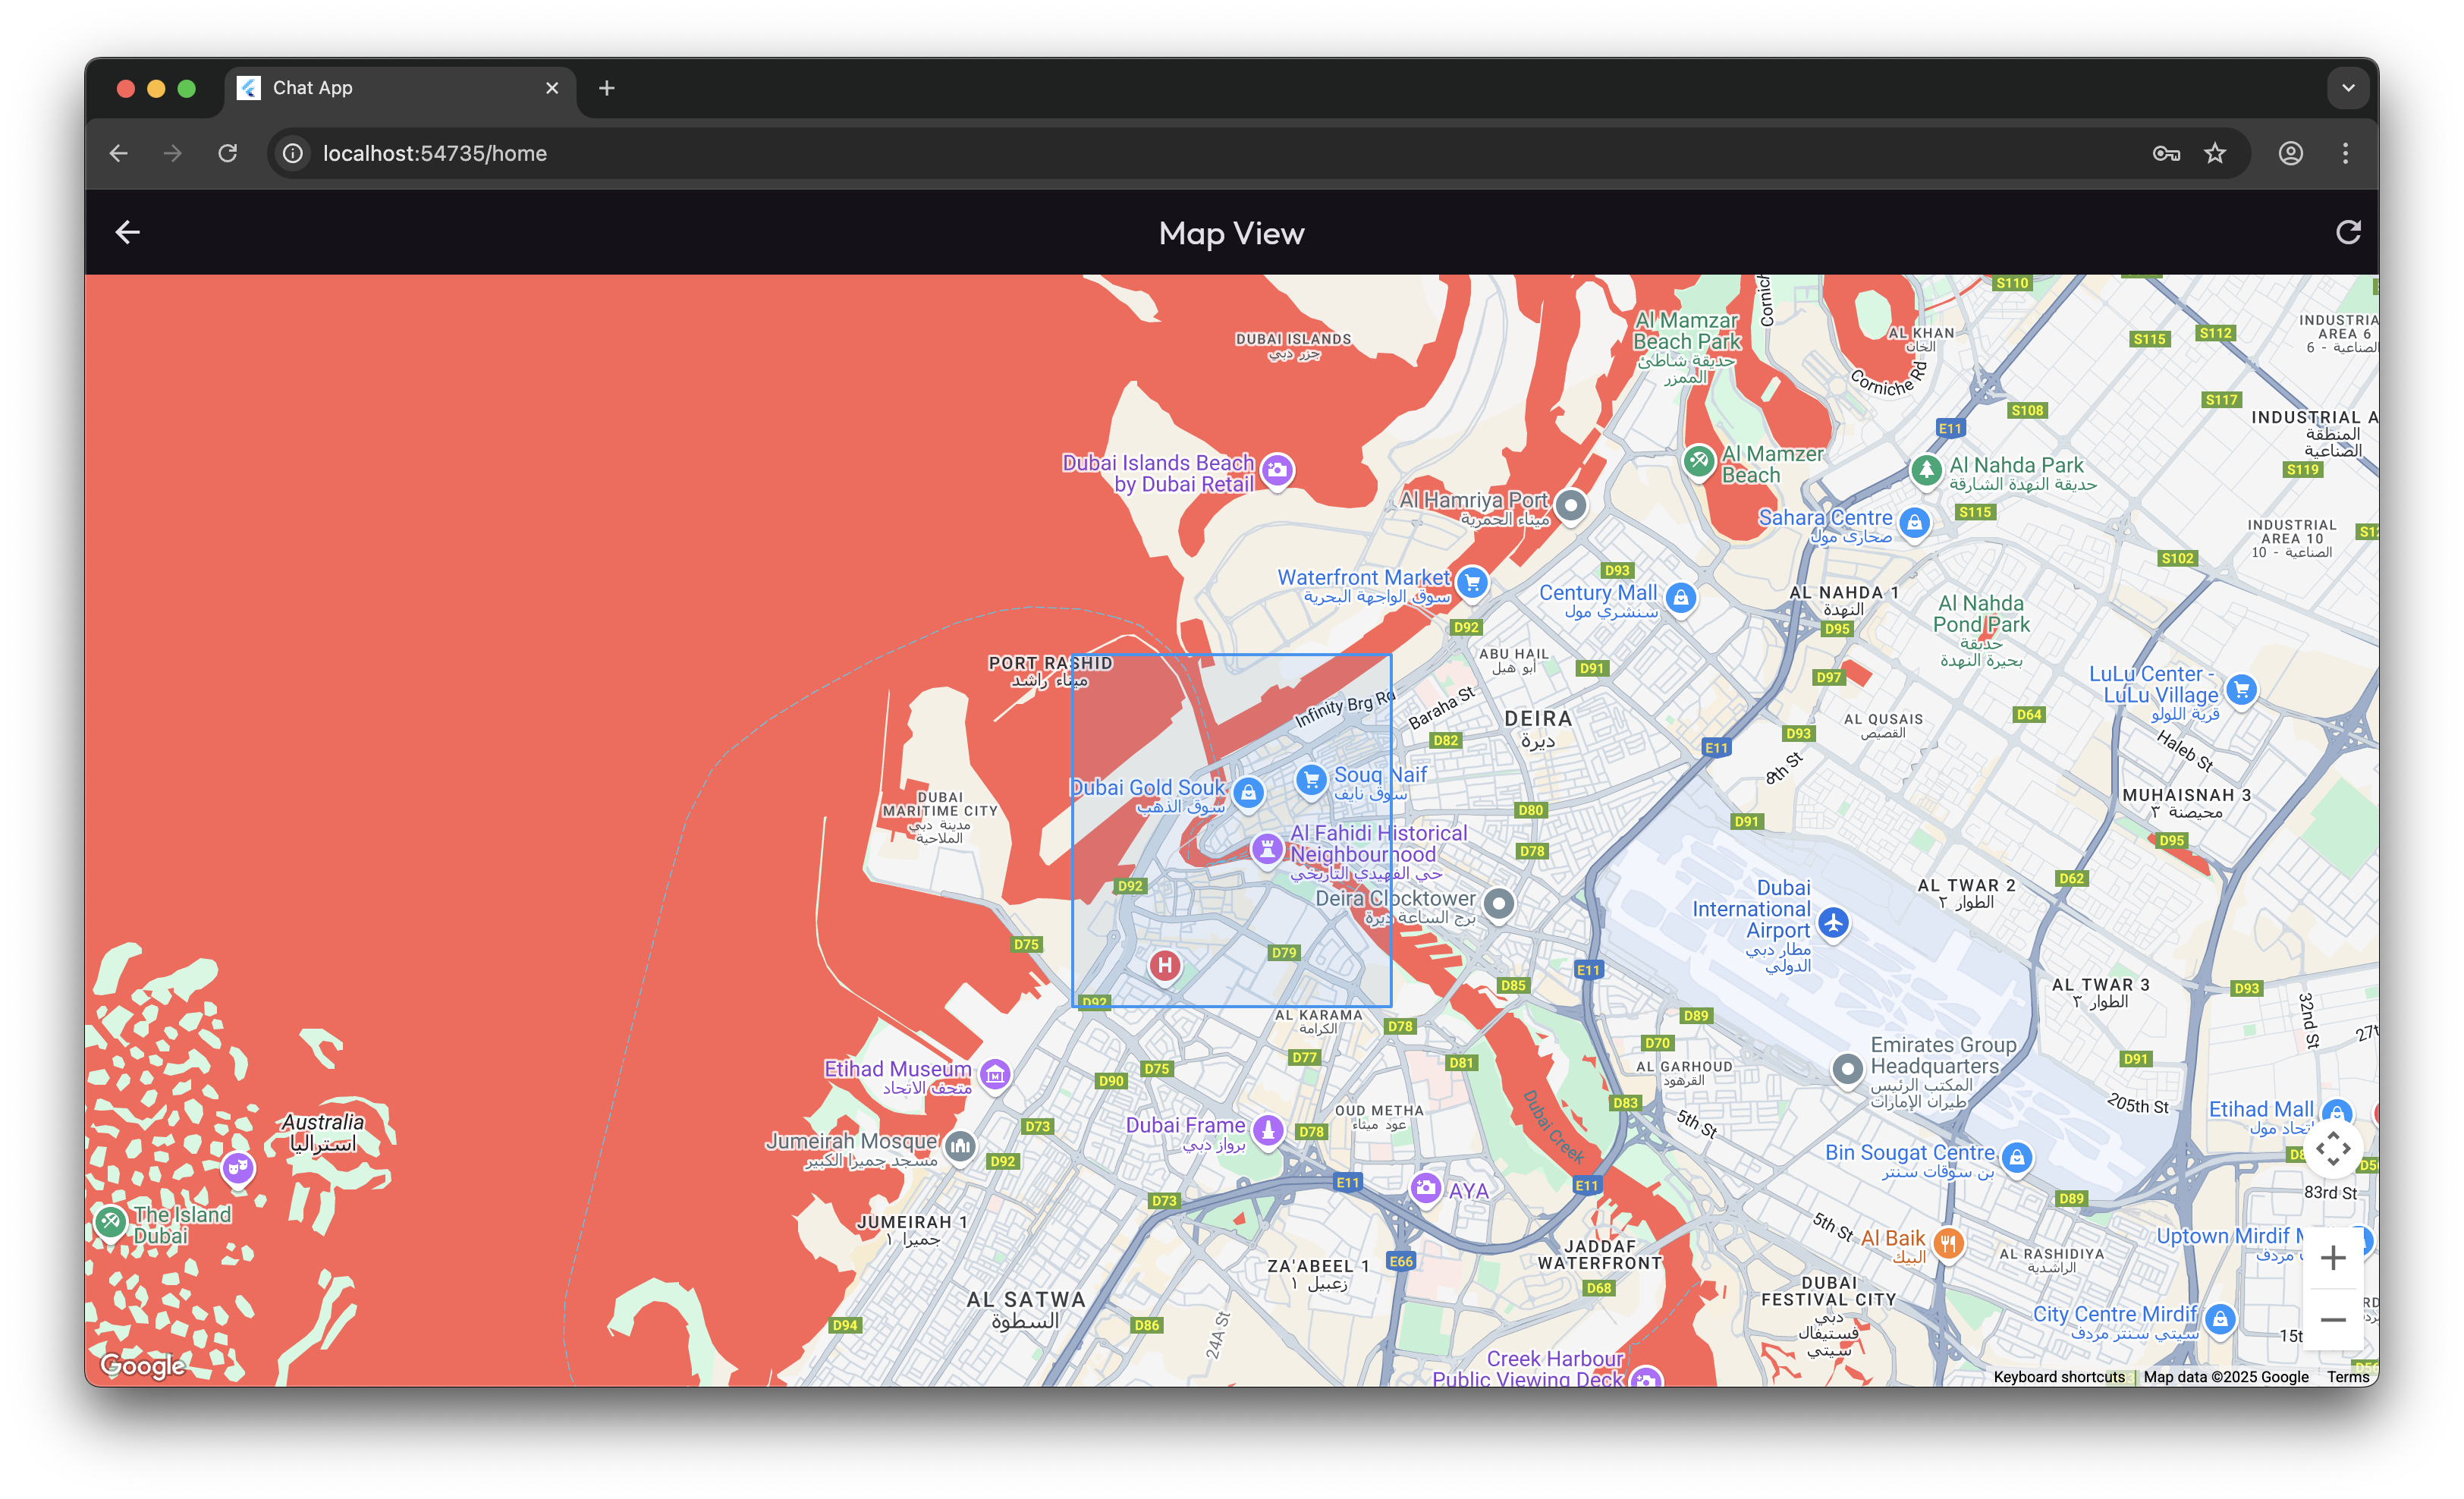 Chat App
localhost:54735/home
Map View
S110
Corniche
DUBAI ISLANDS
جزر دبي
Al Mamzar
Beach Park
حديقة شاطئ
الممزر
AL KHAN
الخان
Corniche Rd
S115
S112
INDUSTRIA
AREA 6
الصناعية - 6
S117
S108
E11
INDUSTRIAL A
المنطقة
الصناعية
S119
Dubai Islands Beach
by Dubai Retail
Al Mamzer
Beach
Al Nahda Park
حديقة النهدة الشارقة
Al Hamriya Port
ميناء الحمرية
S115
Sahara Centre
صحارى مول
INDUSTRIAL
AREA 10
الصناعية - 10
S102
D93
Waterfront Market
سوق الواجهة البحرية
Century Mall
سنشري مول
AL NAHDA 1
النهدة
Al Nahda
Pond Park
حديقة
بحيرة النهدة
D92
D95
ABU HAIL
أبو هيل
D91
D97
PORT RASHID
ميناء راشد
LuLu Center -
LuLu Village
قرية اللولو
Infinity Brg Rd
Baraha St
DEIRA
ديرة
D82
AL QUSAIS
القصيص
D64
D93
E11
Haleb St
8th St
Dubai Gold Souk
سوق الذهب
Souq Naif
سوق نايف
DUBAI
MARITIME CITY
مدينة دبي
الملاحية
D80
D91
MUHAISNAH 3
محيصنة ٣
D95
Al Fahidi Historical
Neighbourhood
حي الفهيدي التاريخي
D78
D92
Deira Clocktower
برج الساعة ديرة
Dubai
International
Airport
مطار دبي
الدولي
AL TWAR 2
الطوار ٢
D62
D75
D79
H
E11
D85
D92
AL TWAR 3
الطوار ٣
D93
32nd St
AL KARAMA
الكرامة
D78
D89
D70
Emirates Group
Headquarters
المكتب الرئيس
طيران الإمارات
D91
Etihad Museum
متحف الاتحاد
D90
D75
D77
D81
AL GARHOUD
القرهود
205th St
Etihad Mall
Australia
أستراليا
D73
Dubai Frame
برواز دبي
D78
OUD METHA
عود ميثاء
Dubai Creek
D83
5th St
Jumeirah Mosque
مسجد جميرا الكبير
D92
Bin Sougat Centre
بن سوقات سنتر
E11
E11
AYA
D73
D89
83rd St
The Island
Dubai
JUMEIRAH 1
جميرا ١
5th St
Al Baik
البيك
AL RASHIDIYA
الراشدية
Uptown Mirdif M
JADDAF
WATERFRONT
E66
ZA'ABEEL 1
زعبيل ١
D68
DUBAI
FESTIVAL CITY
دبي
فستيفال
سيتي
AL SATWA
السطوة
D94
D86
24A St
City Centre Mirdif
سيتي سنتر مردف
Creek Harbour
Public Viewing Deck
Google
Keyboard shortcuts
Map data ©2025 Google
Terms